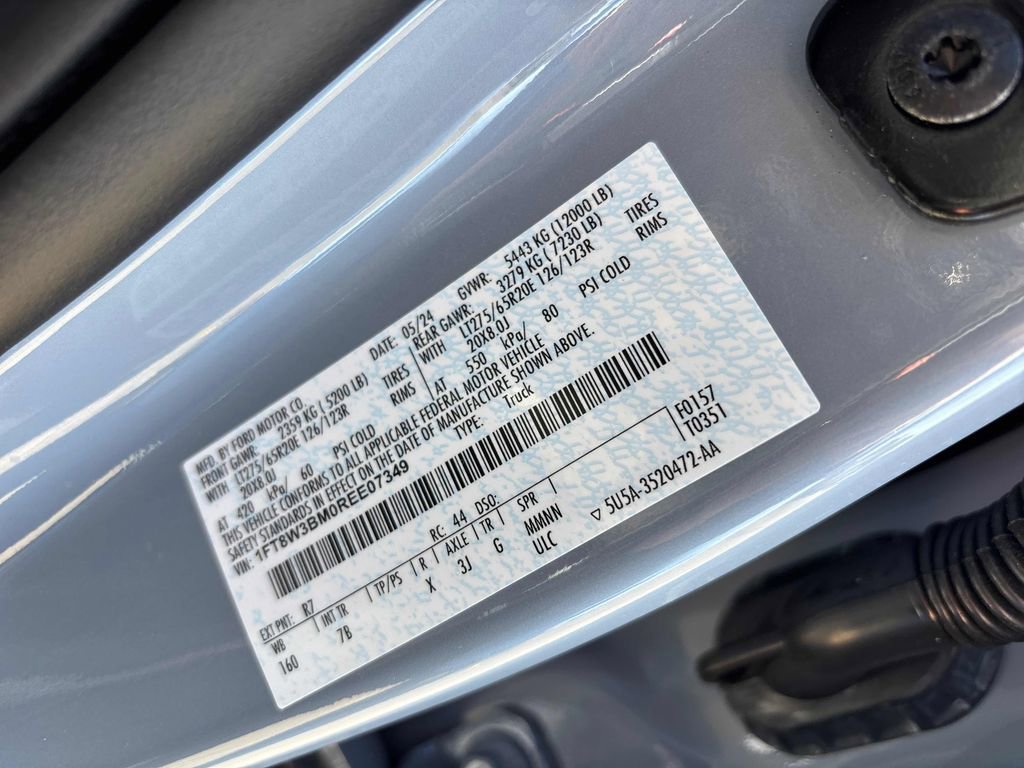 MFD. BY FORD MOTOR CO. DATE: 05/24 GVWR: 5443 KG (12000 LB)
FRONT GAWR: 2359 KG ( 5200 LB) REAR GAWR: 3279 KG ( 7230 LB)
WITH LT275/65R20E 126/123R TIRES WITH LT275/65R20E 126/123R TIRES
20X8.0J RIMS 20X8.0J RIMS
AT 420 kPa/ 60 PSI COLD AT 550 kPa/ 80 PSI COLD
THIS VEHICLE CONFORMS TO ALL APPLICABLE FEDERAL MOTOR VEHICLE
SAFETY STANDARDS IN EFFECT ON THE DATE OF MANUFACTURE SHOWN ABOVE.
VIN: 1FT8W3BM0REE07349 TYPE: Truck
EXT PNT: R7 RC: 44 DSO: F0157
WB INT TR TP/PS R AXLE TR SPR T0351
160 7B X 3J G MMNN
ULC ▽ 5U5A-3520472-AA